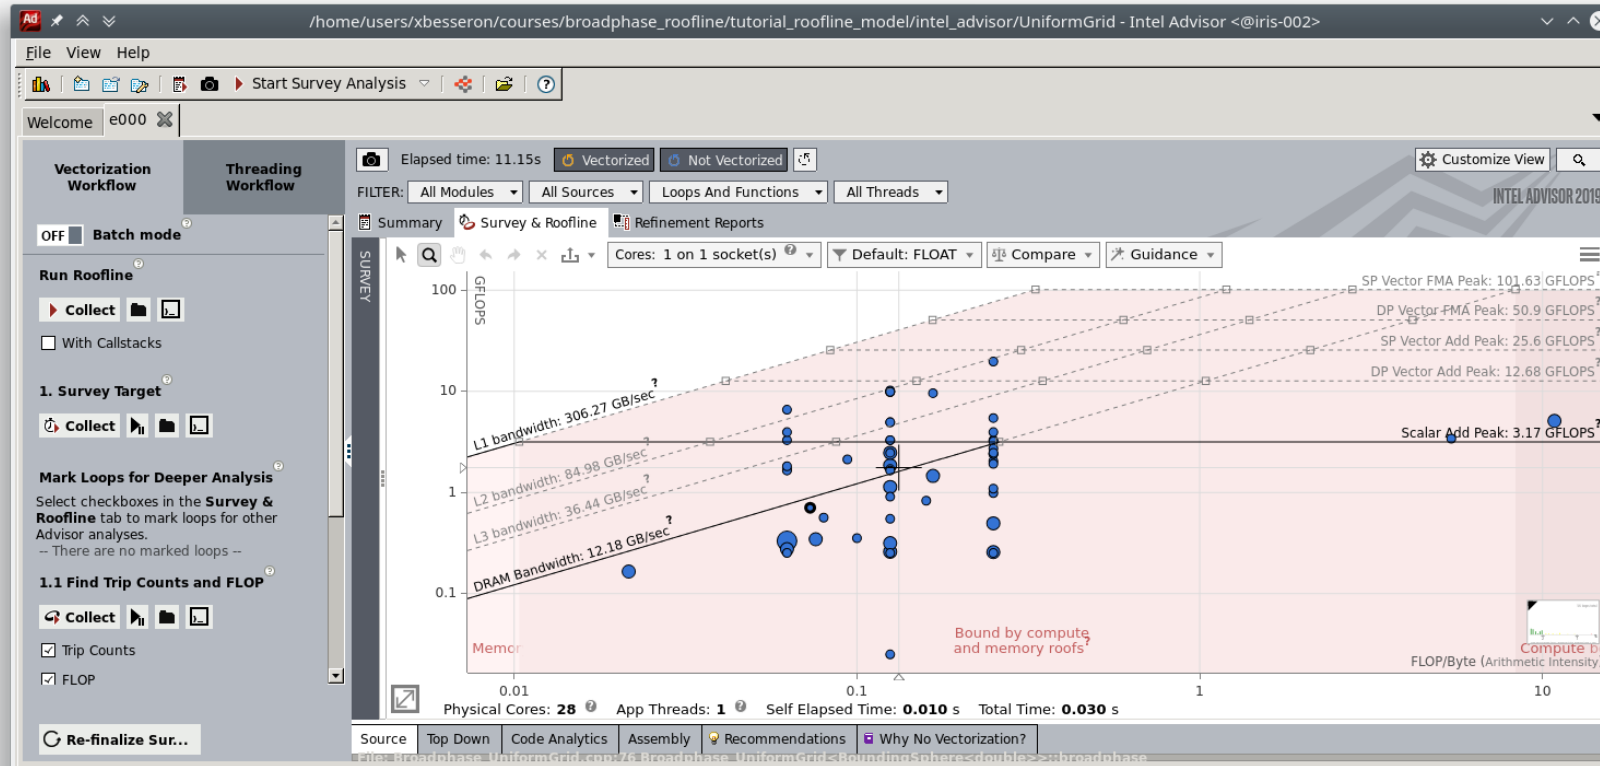 /home/users/xbesseron/courses/broadphase_roofline/tutorial_roofline_model/intel_advisor/UniformGrid - Intel Advisor <@iris-002>
File View Help
Start Survey Analysis
Welcome e000
Vectorization Workflow
Threading Workflow
Elapsed time: 11.15s Vectorized Not Vectorized
Customize View
FILTER: All Modules All Sources Loops And Functions All Threads
INTEL ADVISOR 2019
Summary Survey & Roofline Refinement Reports
OFF Batch mode
Run Roofline
Collect
With Callstacks
1. Survey Target
Collect
Mark Loops for Deeper Analysis
Select checkboxes in the Survey &
Roofline tab to mark loops for other
Advisor analyses.
-- There are no marked loops --
1.1 Find Trip Counts and FLOP
Collect
Trip Counts
FLOP
Re-finalize Sur...
SURVEY
Cores: 1 on 1 socket(s) Default: FLOAT Compare Guidance
GFLOPS
100
10
1
0.1
SP Vector FMA Peak: 101.63 GFLOPS
DP Vector FMA Peak: 50.9 GFLOPS
SP Vector Add Peak: 25.6 GFLOPS
DP Vector Add Peak: 12.68 GFLOPS
Scalar Add Peak: 3.17 GFLOPS
L1 bandwidth: 306.27 GB/sec
L2 bandwidth: 84.98 GB/sec
L3 bandwidth: 36.44 GB/sec
DRAM Bandwidth: 12.18 GB/sec
Memor
Bound by compute
and memory roofs
Compute b
FLOP/Byte (Arithmetic Intensity
0.01 0.1 1 10
Physical Cores: 28 App Threads: 1 Self Elapsed Time: 0.010 s Total Time: 0.030 s
Source Top Down Code Analytics Assembly Recommendations Why No Vectorization?
File: Broadphase_UniformGrid.cpp:76 Broadphase_UniformGrid<BoundingSphere<double>>::broadphase